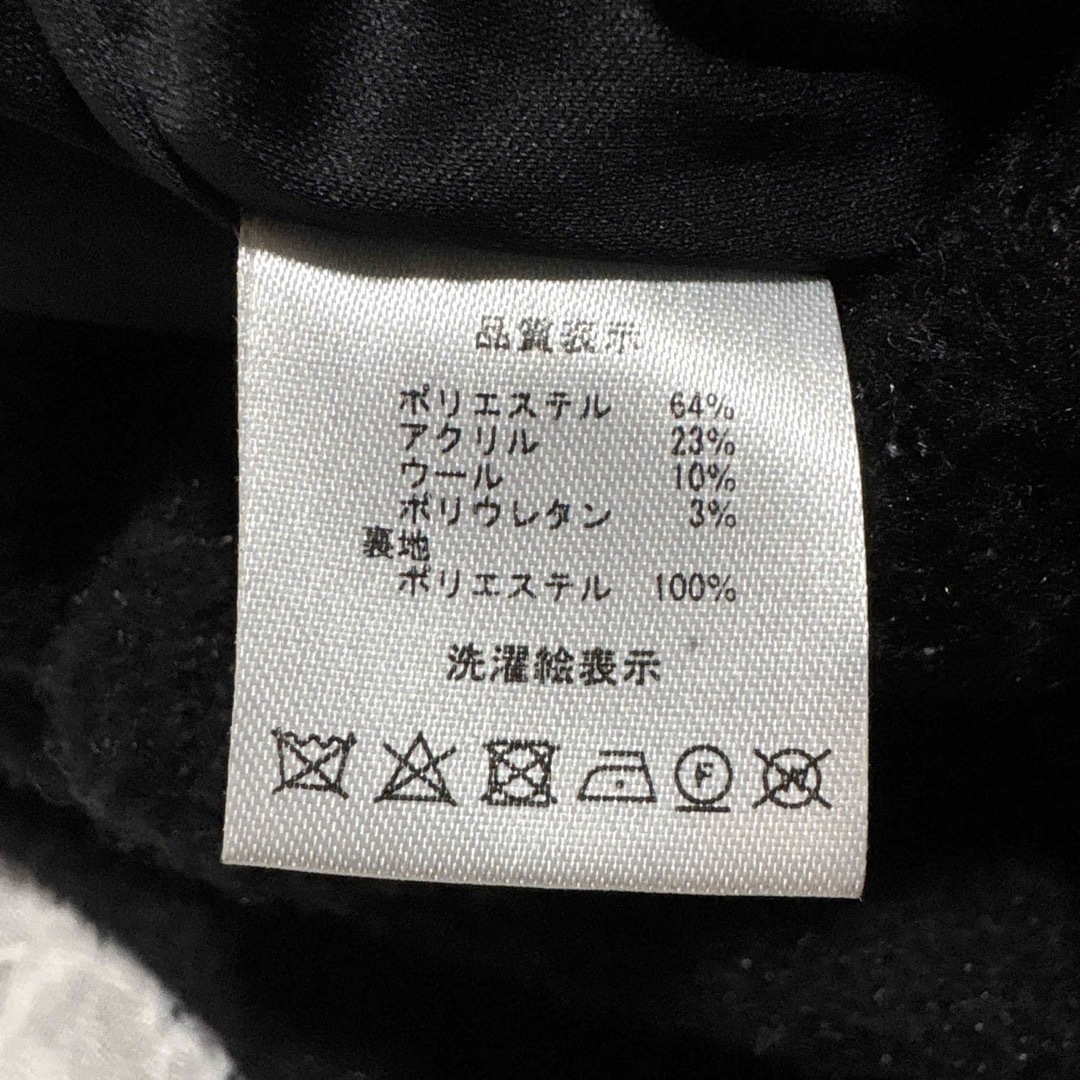 品質表示
ポリエステル 64%
アクリル 23%
ウール 10%
ポリウレタン 3%
裏地
ポリエステル 100%
洗濯絵表示
F W